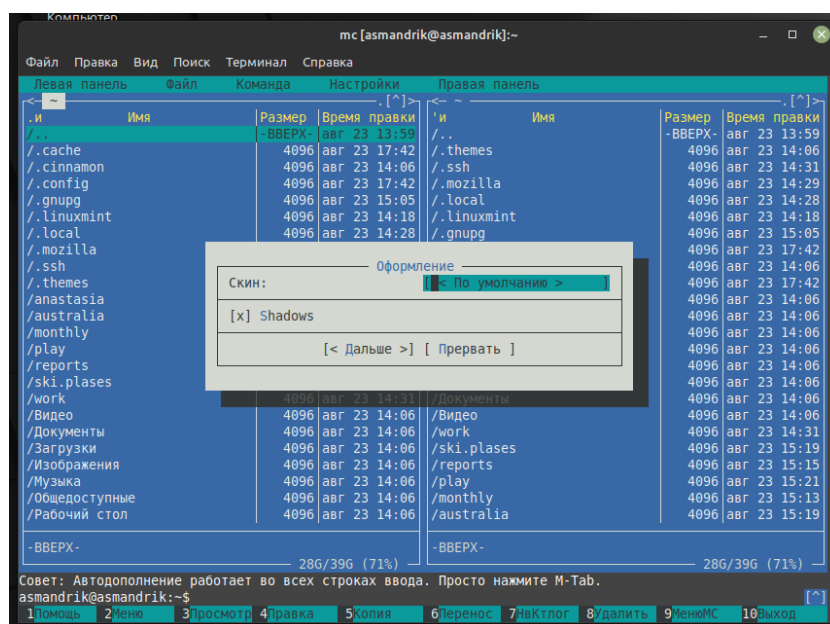 Компьютер
mc [asmandrik@asmandrik]:~
Файл Правка Вид Поиск Терминал Справка
Левая панель Файл Команда Настройки Правая панель
<- ~ .[^]> <- ~ .[^]>
.и Имя Размер Время правки 'и Имя Размер Время правки
/.. -ВВЕРХ- авг 23 13:59 /.. -ВВЕРХ- авг 23 13:59
/.cache 4096 авг 23 17:42 /.themes 4096 авг 23 14:06
/.cinnamon 4096 авг 23 14:06 /.ssh 4096 авг 23 14:31
/.config 4096 авг 23 17:42 /.mozilla 4096 авг 23 14:29
/.gnupg 4096 авг 23 15:05 /.local 4096 авг 23 14:28
/.linuxmint 4096 авг 23 14:18 /.linuxmint 4096 авг 23 14:18
/.local 4096 авг 23 14:28 /.gnupg 4096 авг 23 15:05
/.mozilla 4096 авг 23 17:42
/.ssh Оформление 4096 авг 23 14:06
/.themes Скин: [ < По умолчанию > ] 4096 авг 23 17:42
/anastasia 4096 авг 23 14:06
/australia [x] Shadows 4096 авг 23 14:06
/monthly 4096 авг 23 14:06
/play [< Дальше >] [ Прервать ] 4096 авг 23 14:06
/reports 4096 авг 23 14:06
/ski.plases 4096 авг 23 14:06
/work 4096 авг 23 14:31 /Документы 4096 авг 23 14:06
/Видео 4096 авг 23 14:06 /Видео 4096 авг 23 14:06
/Документы 4096 авг 23 14:06 /work 4096 авг 23 14:31
/Загрузки 4096 авг 23 14:06 /ski.plases 4096 авг 23 15:19
/Изображения 4096 авг 23 14:06 /reports 4096 авг 23 15:15
/Музыка 4096 авг 23 14:06 /play 4096 авг 23 15:21
/Общедоступные 4096 авг 23 14:06 /monthly 4096 авг 23 15:13
/Рабочий стол 4096 авг 23 14:06 /australia 4096 авг 23 15:19
-ВВЕРХ- -ВВЕРХ-
28G/39G (71%) 28G/39G (71%)
Совет: Автодополнение работает во всех строках ввода. Просто нажмите M-Tab.
asmandrik@asmandrik:~$ [^]
1Помощь 2Меню 3Просмотр 4Правка 5Копия 6Перенос 7НвКтлог 8Удалить 9МенюMC 10Выход